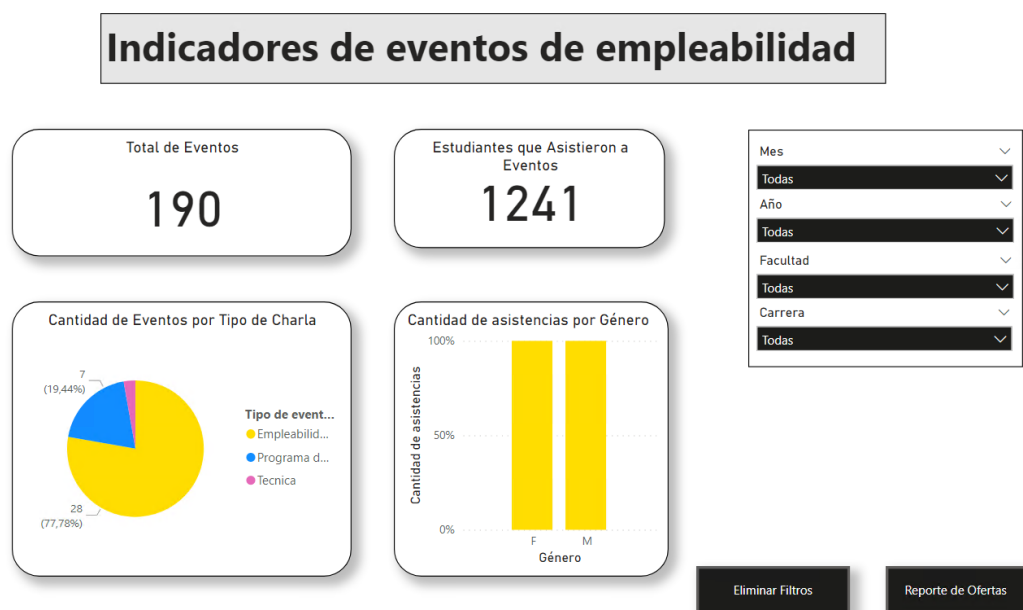 Indicadores de eventos de empleabilidad
Total de Eventos
190
Estudiantes que Asistieron a
Eventos
1241
Mes
Todas
Año
Todas
Facultad
Todas
Carrera
Todas
Cantidad de Eventos por Tipo de Charla
7
(19,44%)
28
(77,78%)
Tipo de event...
Empleabilid...
Programa d...
Tecnica
Cantidad de asistencias por Género
Cantidad de asistencias
100%
50%
0%
F
M
Género
Eliminar Filtros
Reporte de Ofertas